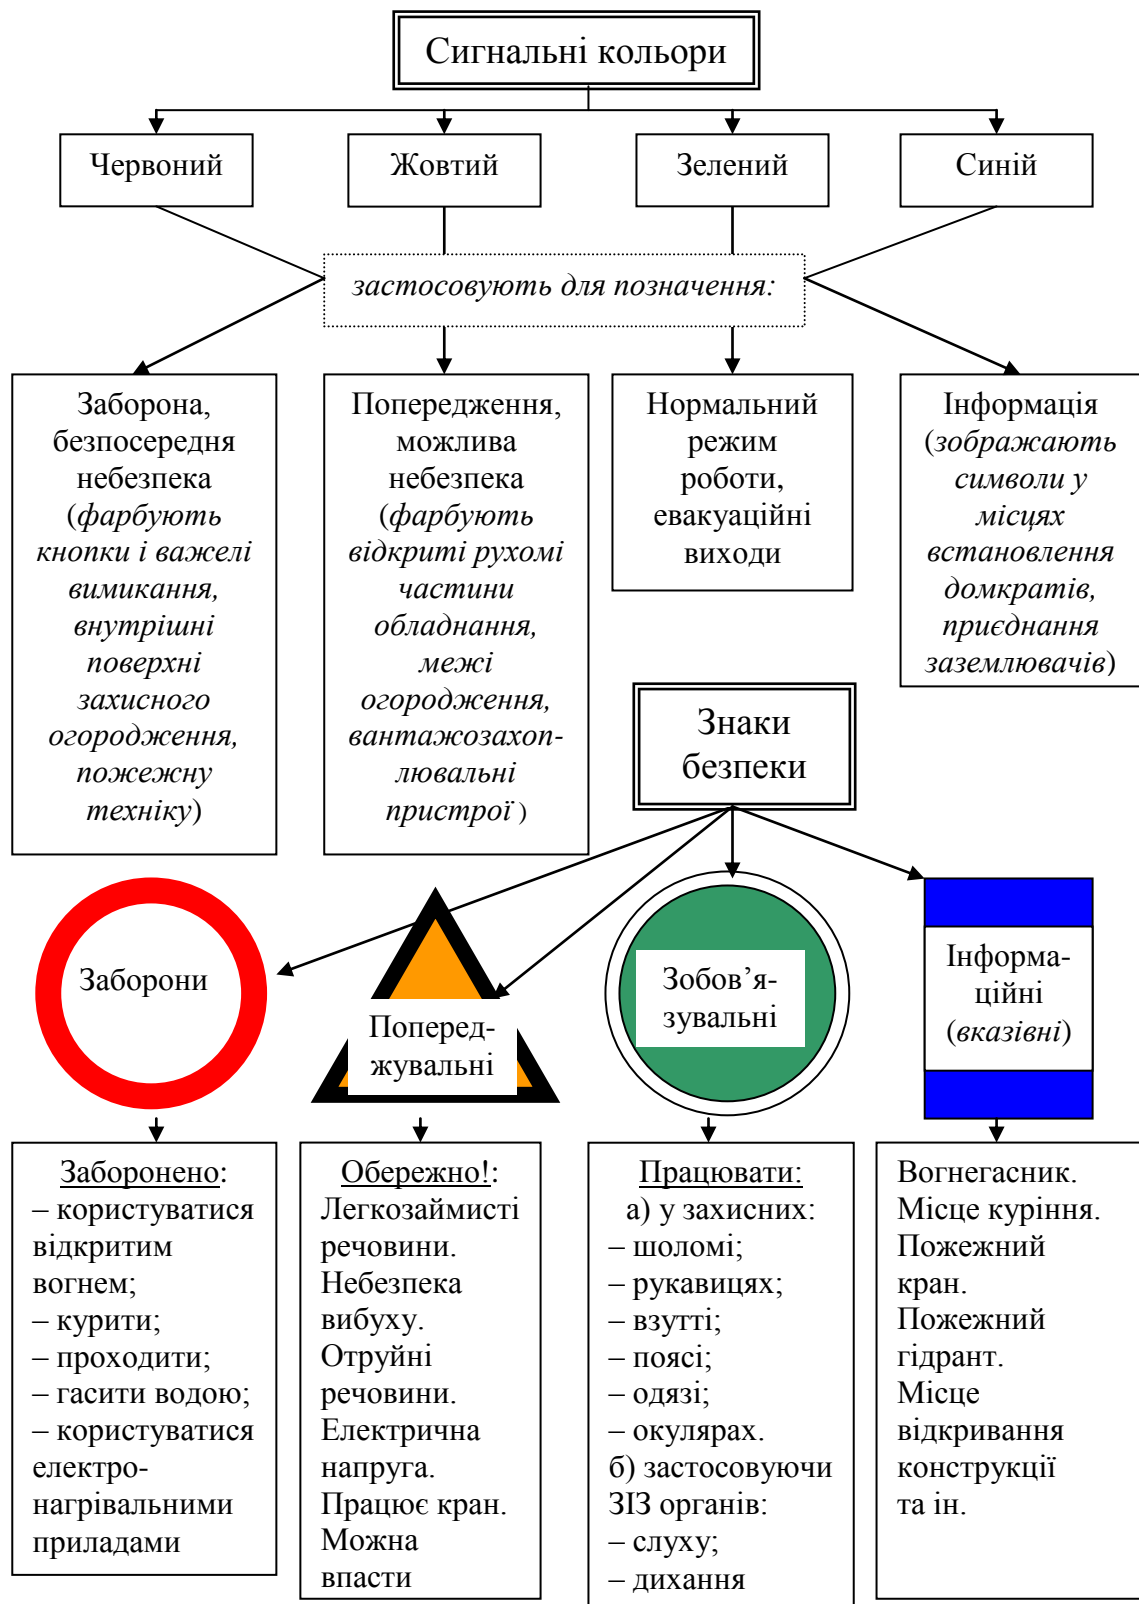 Сигнальні кольори
Червоний
Жовтий
Зелений
Синій
застосовують для позначення:
Заборона,
безпосередня
небезпека
(фарбують
кнопки і важелі
вимикання,
внутрішні
поверхні
захисного
огородження,
пожежну
техніку)
Попередження,
можлива
небезпека
(фарбують
відкриті рухомі
частини
обладнання,
межі
огородження,
вантажозахоп-
лювальні
пристрої )
Нормальний
режим
роботи,
евакуаційні
виходи
Інформація
(зображають
символи у
місцях
встановлення
домкратів,
приєднання
заземлювачів)
Знаки
безпеки
Заборони
Поперед-
жувальні
Зобов’я-
зувальні
Інформа-
ційні
(вказівні)
Заборонено:
– користуватися
відкритим
вогнем;
– курити;
– проходити;
– гасити водою;
– користуватися
електро-
нагрівальними
приладами
Обережно!:
Легкозаймисті
речовини.
Небезпека
вибуху.
Отруйні
речовини.
Електрична
напруга.
Працює кран.
Можна
впасти
Працювати:
а) у захисних:
– шоломі;
– рукавицях;
– взутті;
– поясі;
– одязі;
– окулярах.
б) застосовуючи
ЗІЗ органів:
– слуху;
– дихання
Вогнегасник.
Місце куріння.
Пожежний
кран.
Пожежний
гідрант.
Місце
відкривання
конструкції
та ін.